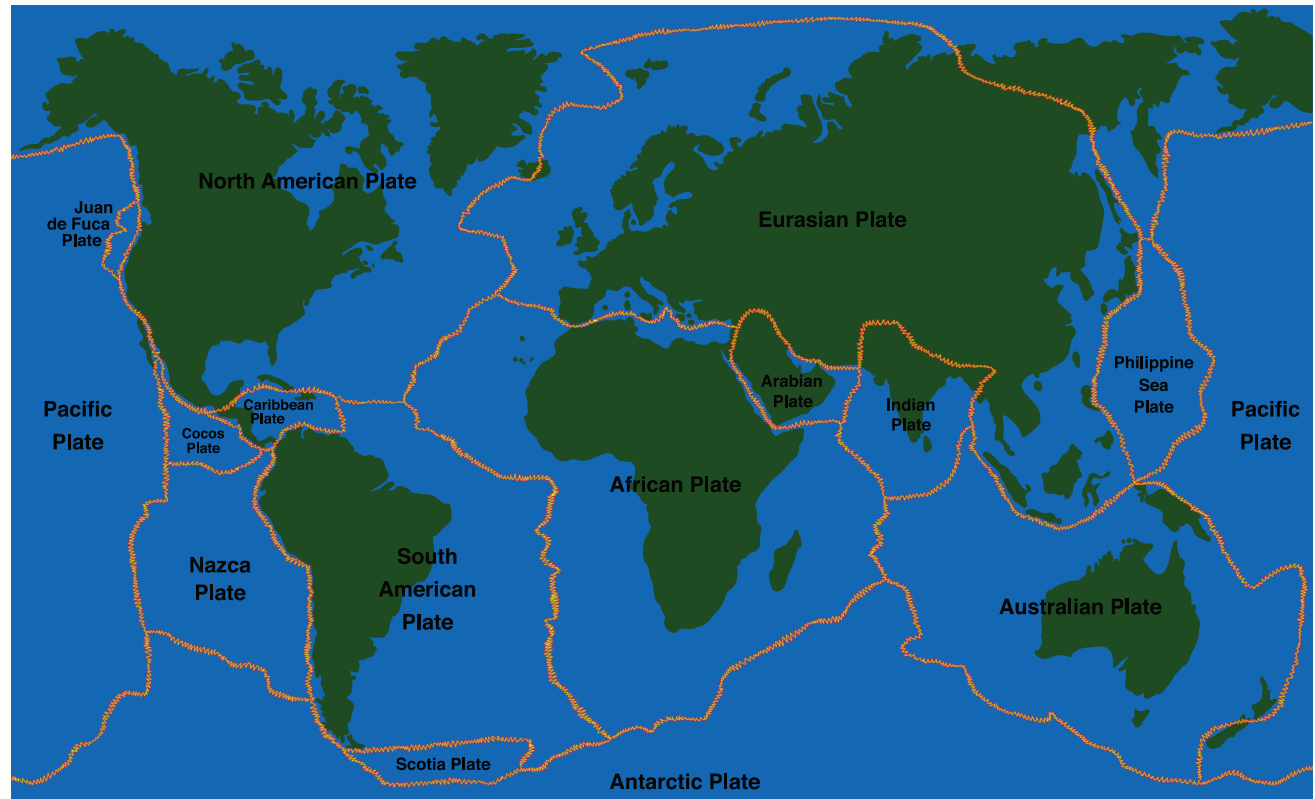 North American Plate
Juan
de Fuca
Plate
Eurasian Plate
Pacific
Plate
Caribbean
Plate
Cocos
Plate
Arabian
Plate
Indian
Plate
Philippine
Sea
Plate
Pacific
Plate
African Plate
Nazca
Plate
South
American
Plate
Australian Plate
Scotia Plate
Antarctic Plate